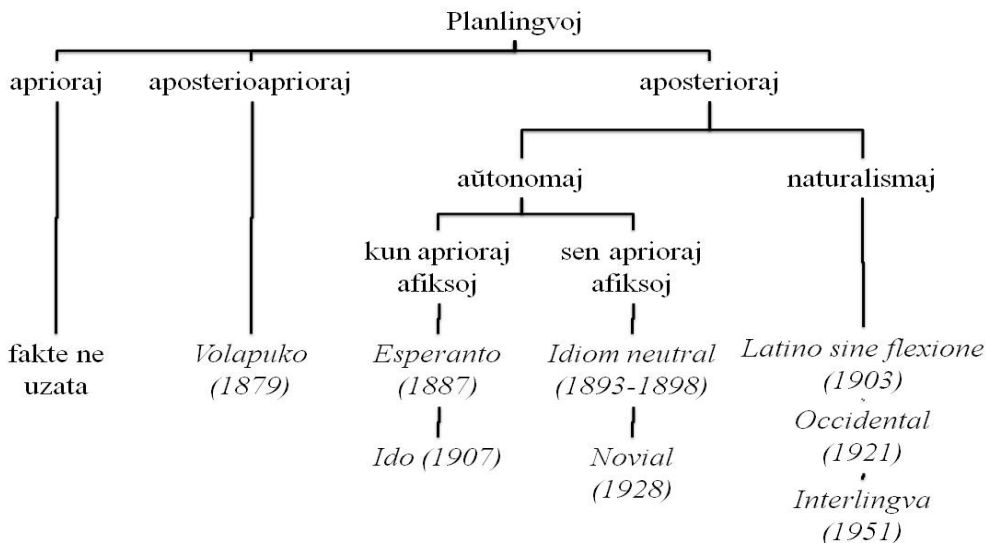 Planlingvoj
aprioraj
aposterioaprioraj
aposterioraj
aŭtonomaj
naturalismaj
kun aprioraj
afiksoj
sen aprioraj
afiksoj
fakte ne
uzata
Volapuko
(1879)
Esperanto
(1887)
Idiom neutral
(1893-1898)
Latino sine flexione
(1903)
Ido (1907)
Novial
(1928)
Occidental
(1921)
Interlingva
(1951)